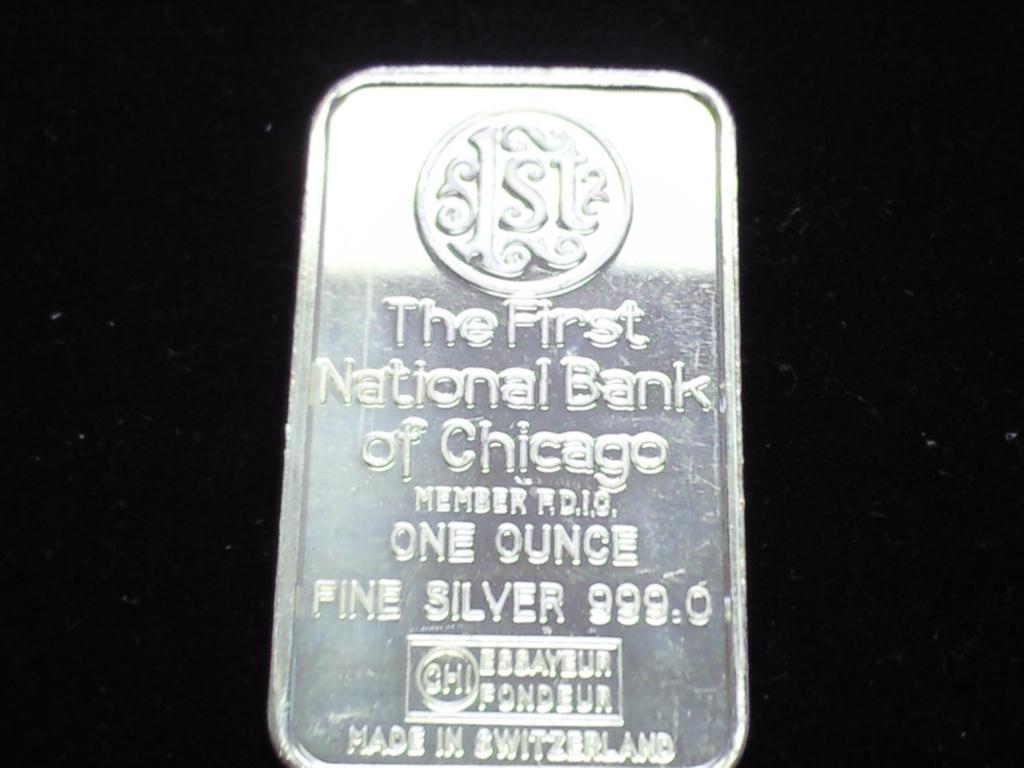 1st
The First
National Bank
of Chicago
MEMBER F.D.I.C.
ONE OUNCE
FINE SILVER 999.0
CHI ESSAYEUR
FONDEUR
MADE IN SWITZERLAND